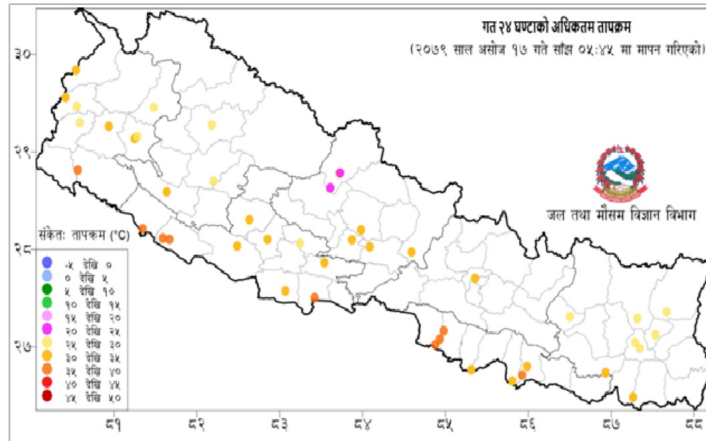 गत २४ घण्टाको अधिकतम तापक्रम
(२०७९ साल असोज १७ गते साँझ ०५:४५ मा मापन गरिएको)
३०
२९
जल तथा मौसम विज्ञान विभाग
संकेतः तापक्रम (°C)
२८
-५ देखि ०
० देखि ५
५ देखि १०
१० देखि १५
१५ देखि २०
२० देखि २५
२५ देखि ३०
३० देखि ३५
३५ देखि ४०
४० देखि ४५
४५ देखि ५०
२७
८१ ८२ ८३ ८४ ८५ ८६ ८७ ८८